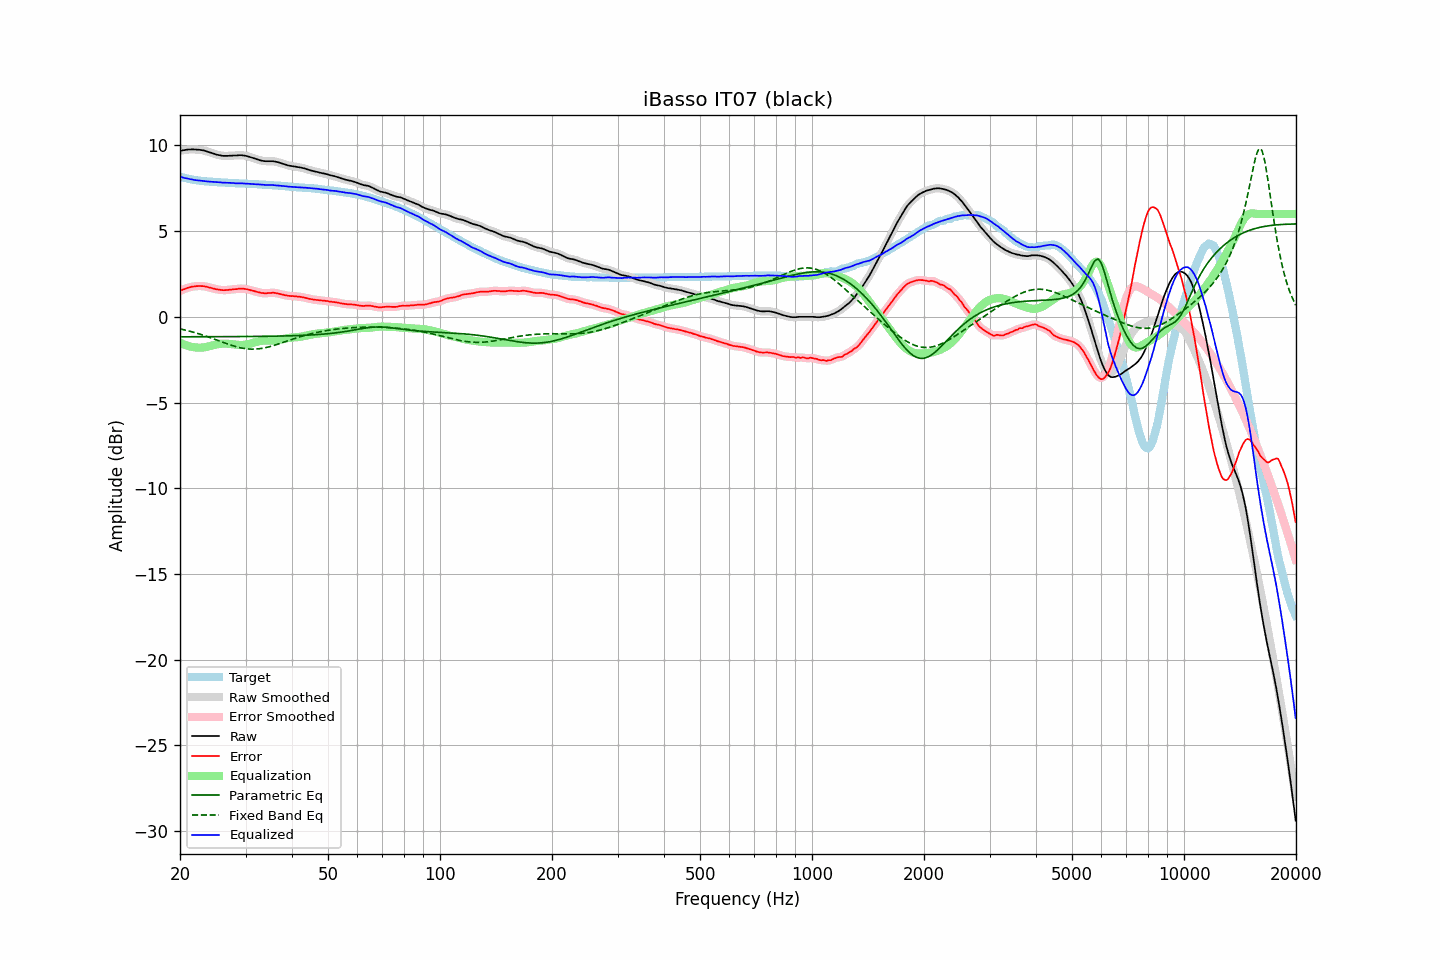 iBasso IT07 (black)
10
5
0
−5
−10
−15
−20
−25
−30
Amplitude (dBr)
Target
Raw Smoothed
Error Smoothed
Raw
Error
Equalization
Parametric Eq
Fixed Band Eq
Equalized
20 50 100 200 500 1000 2000 5000 10000 20000
Frequency (Hz)